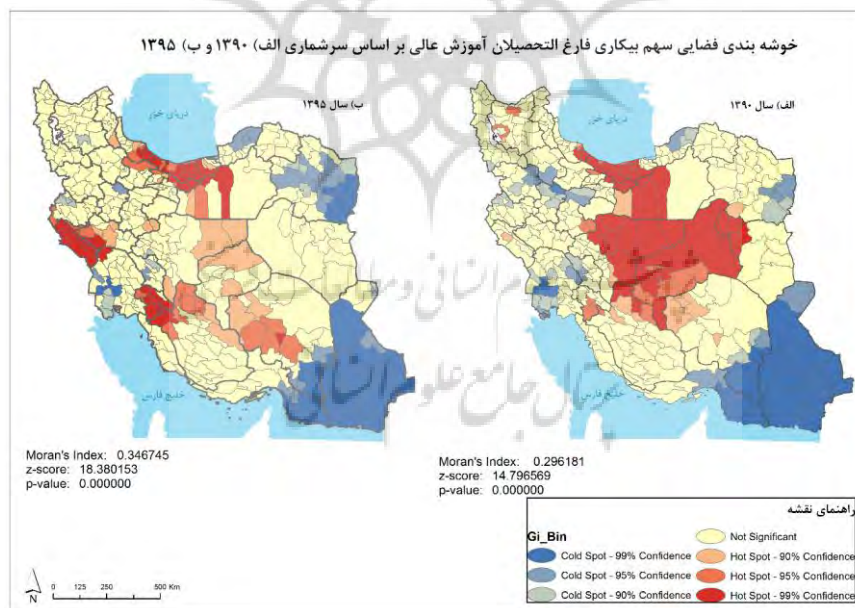 خوشه بندی فضایی سهم بیکاری فارغ التحصیلان آموزش عالی بر اساس سرشماری الف) ۱۳۹۰ و ب) ۱۳۹۵
الف) سال ۱۳۹۰
ب) سال ۱۳۹۵
دریای خزر
دریای خزر
خلیج فارس
خلیج فارس
پرتال جامع علوم انسانی
Moran's Index: 0.296181
z-score: 14.796569
p-value: 0.000000
Moran's Index: 0.346745
z-score: 18.380153
p-value: 0.000000
راهنمای نقشه
Gi_Bin
Cold Spot - 99% Confidence
Cold Spot - 95% Confidence
Cold Spot - 90% Confidence
Not Significant
Hot Spot - 90% Confidence
Hot Spot - 95% Confidence
Hot Spot - 99% Confidence
N
0 125 250 500 Km